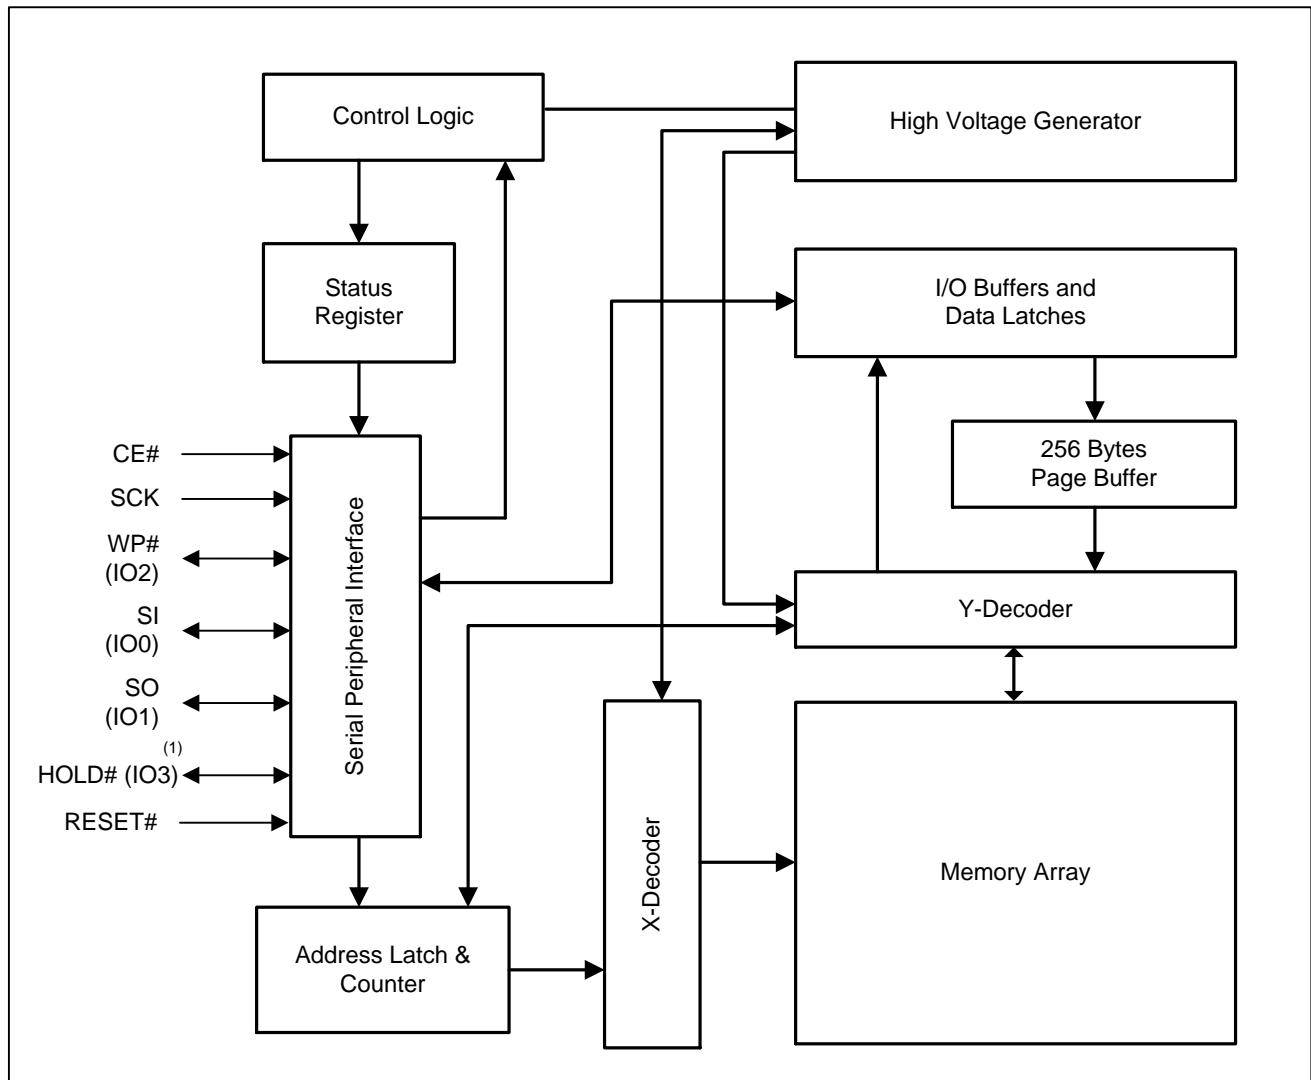 Control Logic
High Voltage Generator
Status
Register
I/O Buffers and
Data Latches
256 Bytes
Page Buffer
CE#
SCK
WP#
(IO2)
SI
(IO0)
SO
(IO1)
(1)
HOLD# (IO3)
RESET#
Serial Peripheral Interface
Y-Decoder
X-Decoder
Memory Array
Address Latch &
Counter